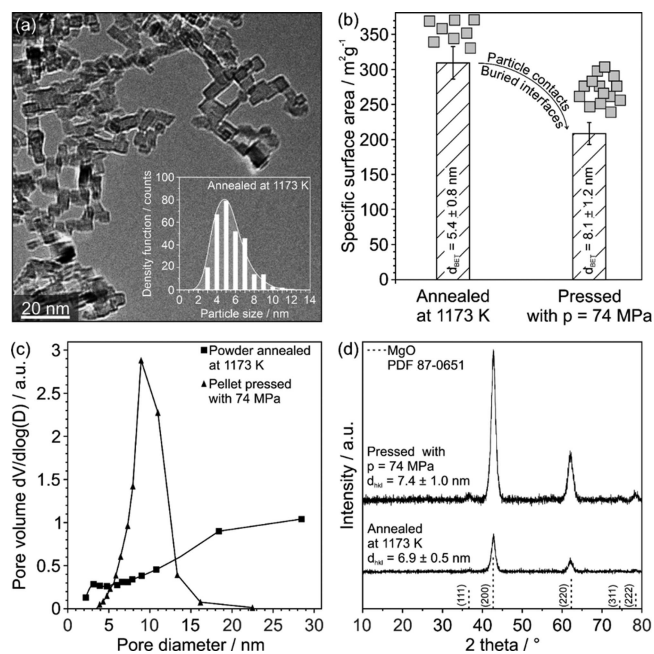 (a)
Annealed at 1173 K
Density function / counts
100
80
60
40
20
0
0 2 4 6 8 10 12 14
Particle size / nm
20 nm
(b)
Specific surface area / m²g⁻¹
350
300
250
200
150
100
50
0
Particle contacts
Buried interfaces
d_BET = 5.4 ± 0.8 nm
d_BET = 8.1 ± 1.2 nm
Annealed
at 1173 K
Pressed
with p = 74 MPa
(c)
Pore volume dV/dlog(D) / a.u.
3
2.5
2
1.5
1
0.5
0
Powder annealed
at 1173 K
Pellet pressed
with 74 MPa
0 5 10 15 20 25 30
Pore diameter / nm
(d)
MgO
PDF 87-0651
Intensity / a.u.
Pressed with
p = 74 MPa
d_hkl = 7.4 ± 1.0 nm
Annealed
at 1173 K
d_hkl = 6.9 ± 0.5 nm
(111)
(200)
(220)
(311)
(222)
10 20 30 40 50 60 70 80
2 theta / °